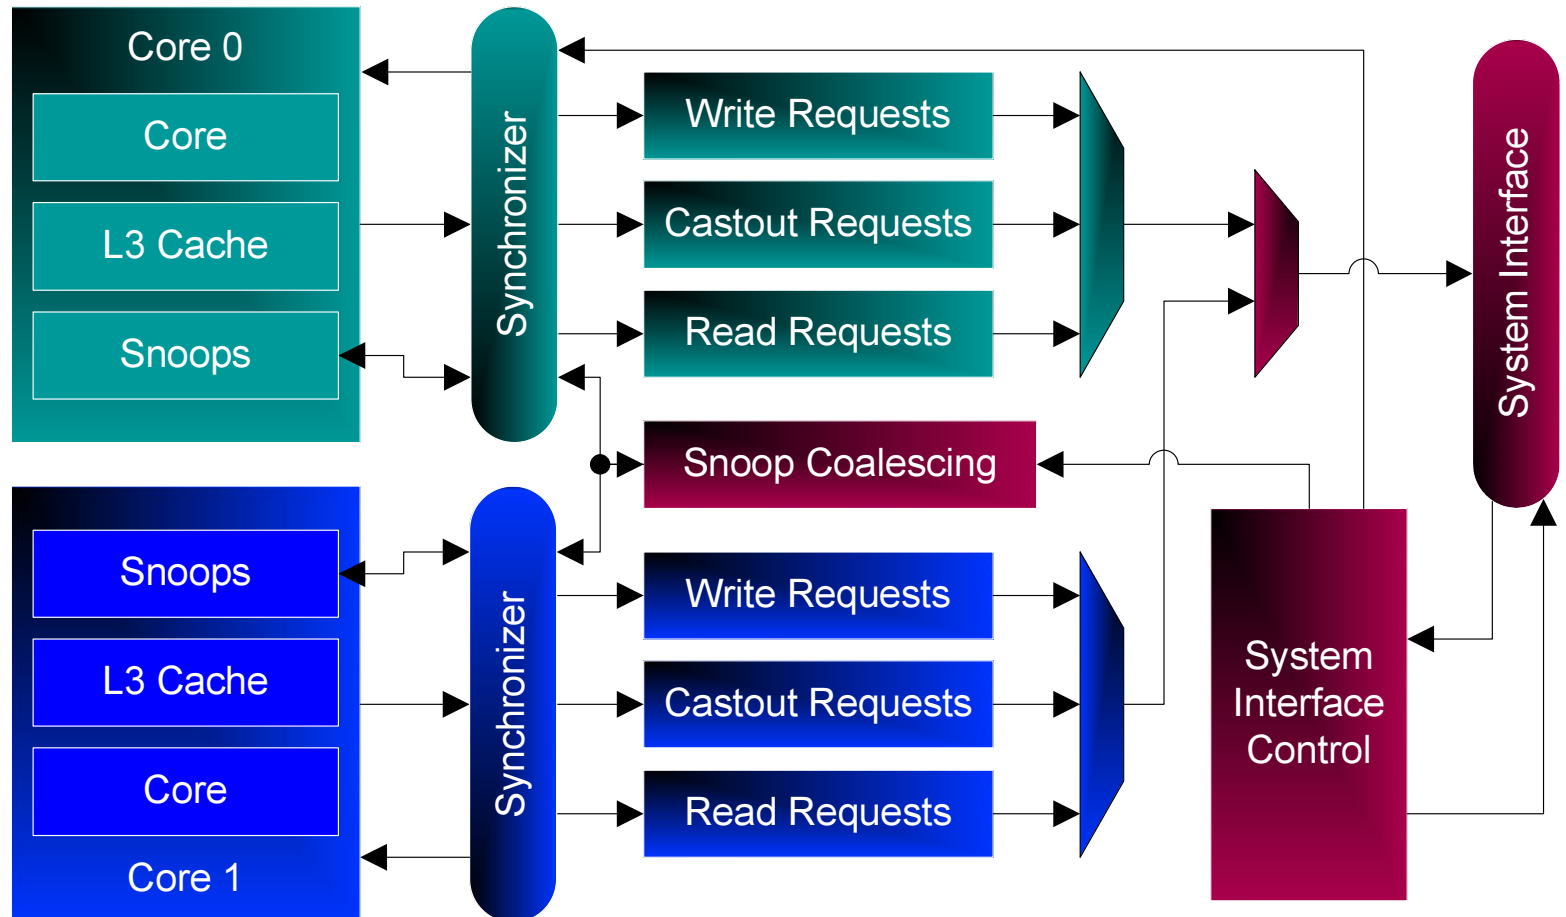 Core 0
Core
L3 Cache
Snoops
Synchronizer
Write Requests
Castout Requests
Read Requests
System Interface
Snoop Coalescing
Snoops
L3 Cache
Core
Core 1
Synchronizer
Write Requests
Castout Requests
Read Requests
System
Interface
Control